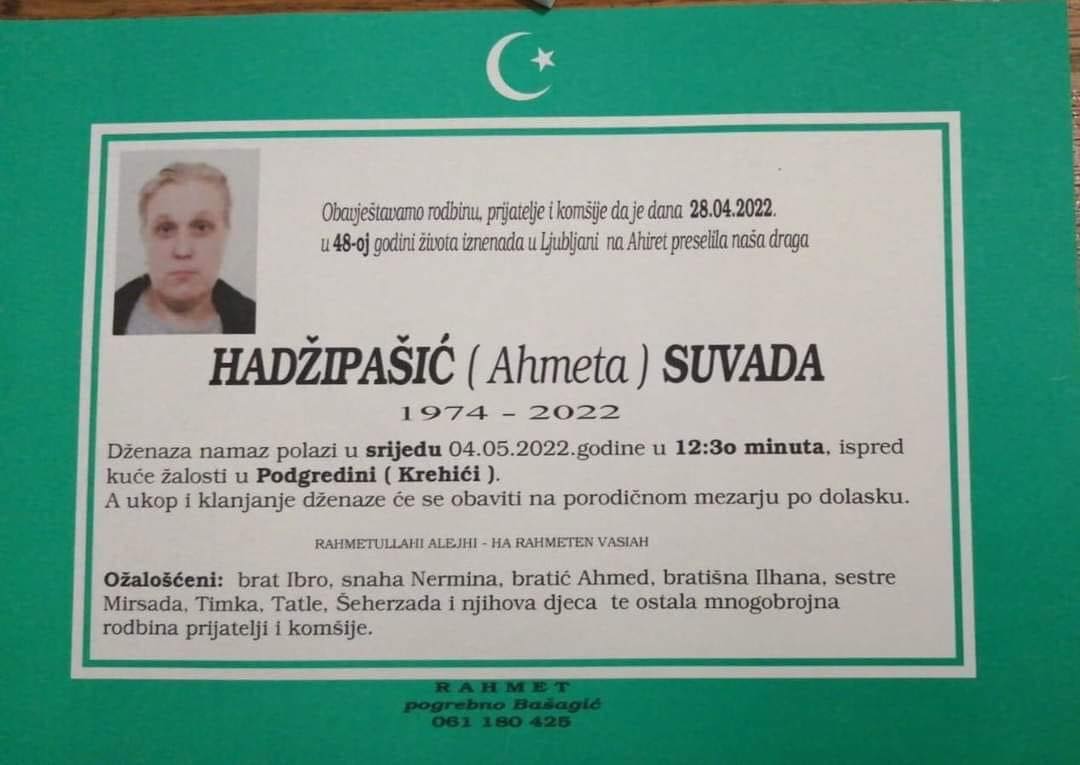 Obavještavamo rodbinu, prijatelje i komšije da je dana 28.04.2022.
u 48-oj godini života iznenada u Ljubljani na Ahiret preselila naša draga
HADŽIPAŠIĆ ( Ahmeta ) SUVADA
1974 - 2022
Dženaza namaz polazi u srijedu 04.05.2022.godine u 12:3o minuta, ispred
kuće žalosti u Podgredini ( Krehići ).
A ukop i klanjanje dženaze će se obaviti na porodičnom mezarju po dolasku.
RAHMETULLAHI ALEJHI - HA RAHMETEN VASIAH
Ožalošćeni: brat Ibro, snaha Nermina, bratić Ahmed, bratišna Ilhana, sestre
Mirsada, Timka, Tatle, Šeherzada i njihova djeca te ostala mnogobrojna
rodbina prijatelji i komšije.
RAHMET
pogrebno Bašagić
061 180 425